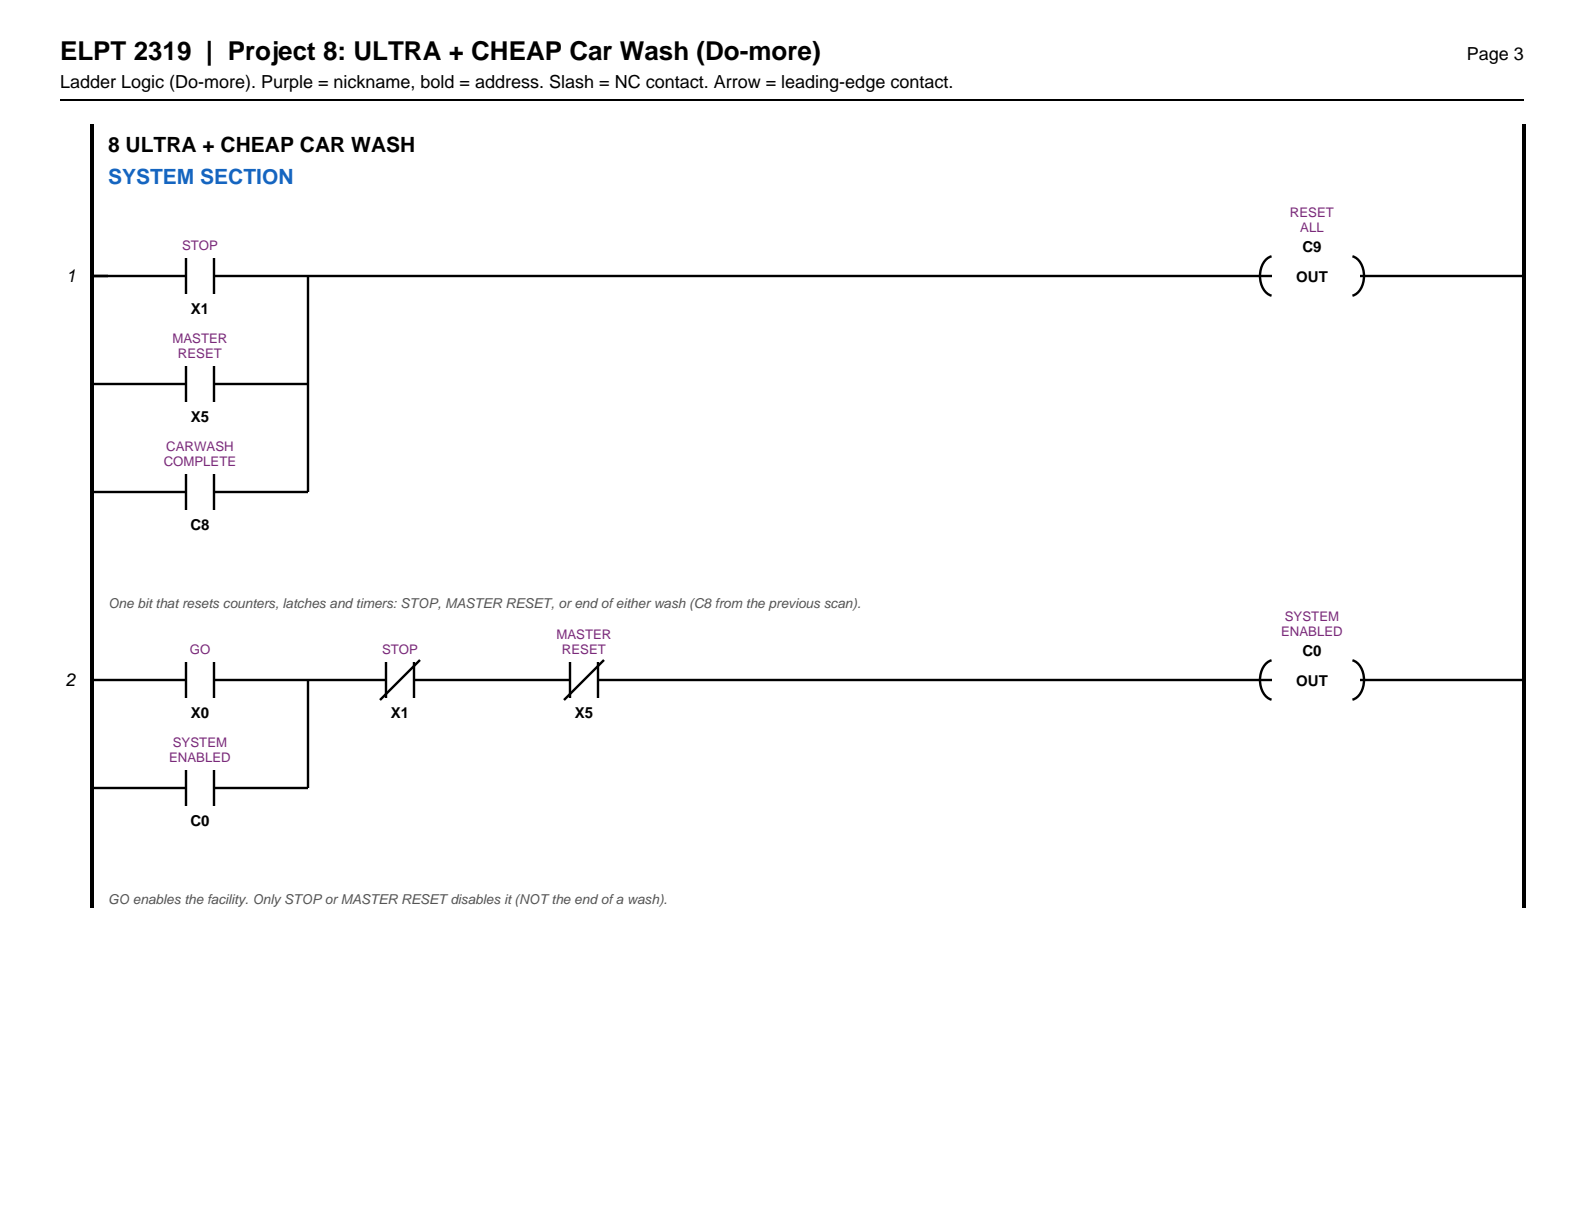 ELPT 2319 | Project 8: ULTRA + CHEAP Car Wash (Do-more)
Page 3
Ladder Logic (Do-more). Purple = nickname, bold = address. Slash = NC contact. Arrow = leading-edge contact.
8 ULTRA + CHEAP CAR WASH
SYSTEM SECTION
RESET
ALL
C9
OUT
STOP
1
X1
MASTER
RESET
X5
CARWASH
COMPLETE
C8
One bit that resets counters, latches and timers: STOP, MASTER RESET, or end of either wash (C8 from the previous scan).
SYSTEM
ENABLED
C0
OUT
GO
STOP
MASTER
RESET
2
X0
X1
X5
SYSTEM
ENABLED
C0
GO enables the facility. Only STOP or MASTER RESET disables it (NOT the end of a wash).